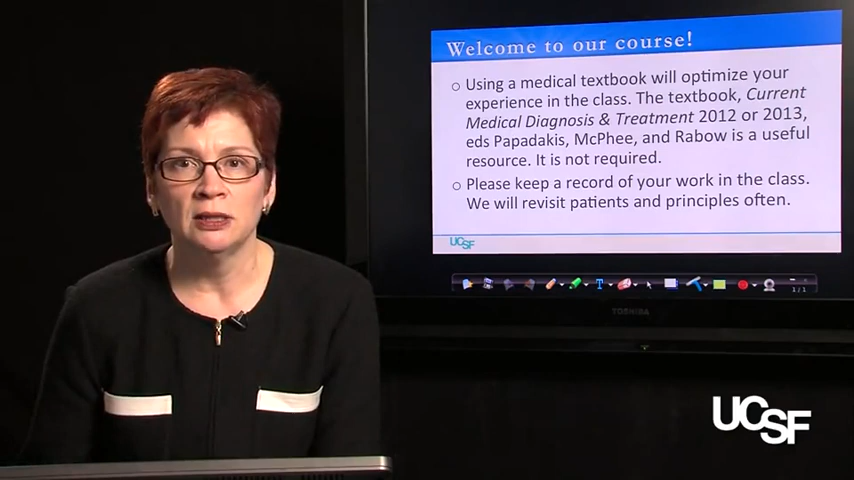 Welcome to our course!
Using a medical textbook will optimize your
experience in the class. The textbook, Current
Medical Diagnosis & Treatment 2012 or 2013,
eds Papadakis, McPhee, and Rabow is a useful
resource. It is not required.
Please keep a record of your work in the class.
We will revisit patients and principles often.
UCSF
T
1/1
TOSHIBA
UCSF